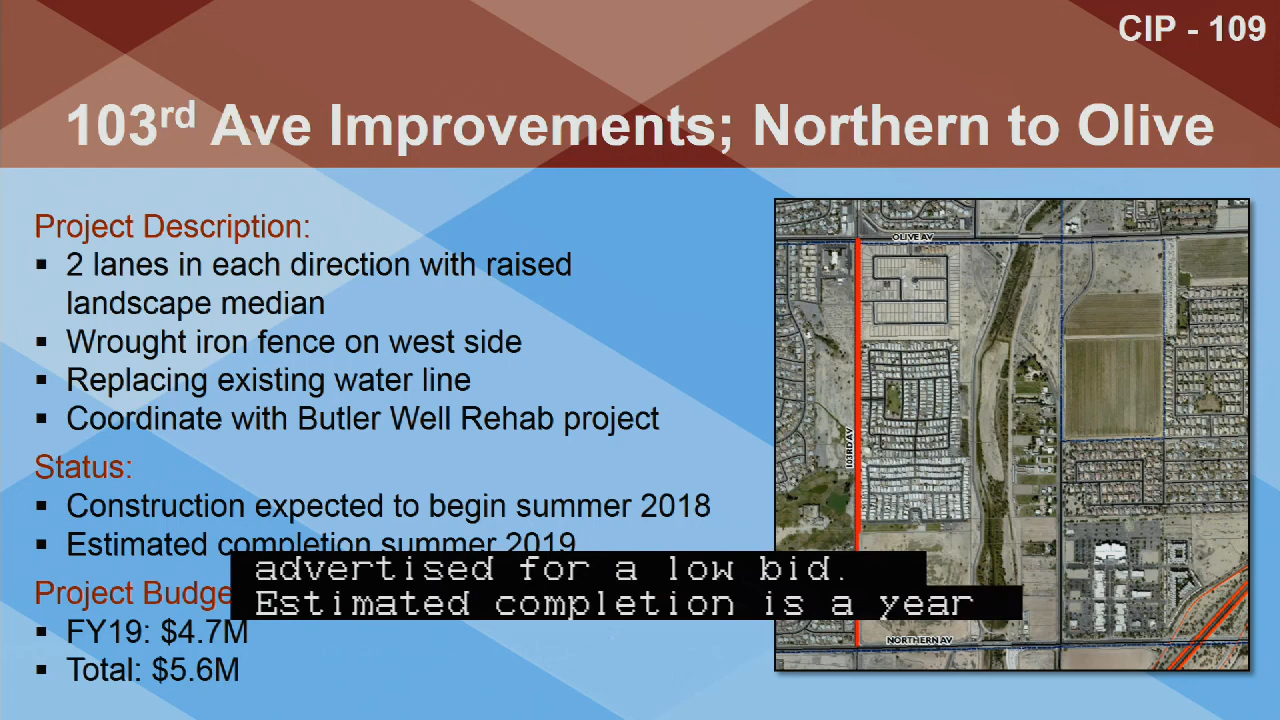 CIP - 109
103rd Ave Improvements; Northern to Olive
Project Description:
▪ 2 lanes in each direction with raised
landscape median
▪ Wrought iron fence on west side
▪ Replacing existing water line
▪ Coordinate with Butler Well Rehab project
Status:
▪ Construction expected to begin summer 2018
▪ Estimated completion summer 2019
Project Budge
▪ FY19: $4.7M
▪ Total: $5.6M
advertised for a low bid.
Estimated completion is a year
OLIVE AV
103RD AV
NORTHERN AV